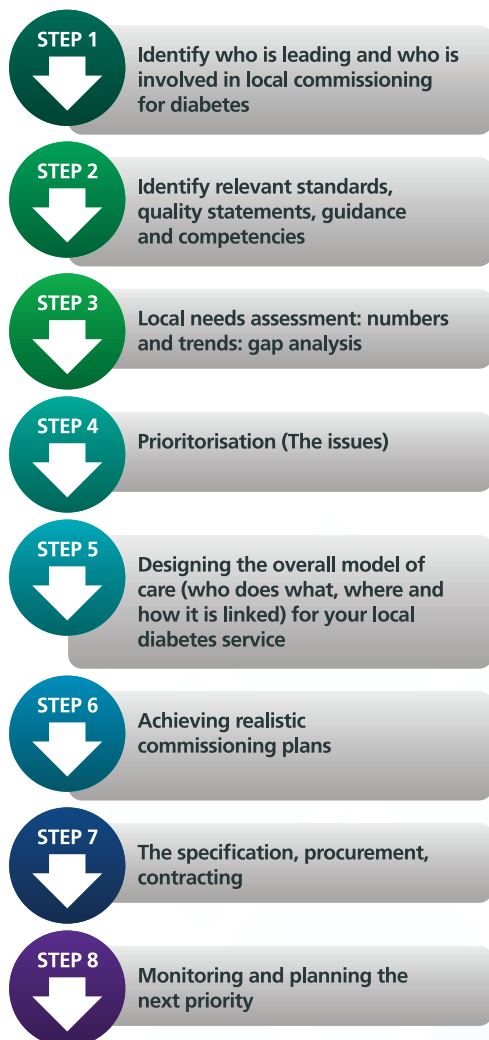 STEP 1
Identify who is leading and who is
involved in local commissioning
for diabetes
STEP 2
Identify relevant standards,
quality statements, guidance
and competencies
STEP 3
Local needs assessment: numbers
and trends: gap analysis
STEP 4
Prioritorisation (The issues)
STEP 5
Designing the overall model of
care (who does what, where and
how it is linked) for your local
diabetes service
STEP 6
Achieving realistic
commissioning plans
STEP 7
The specification, procurement,
contracting
STEP 8
Monitoring and planning the
next priority